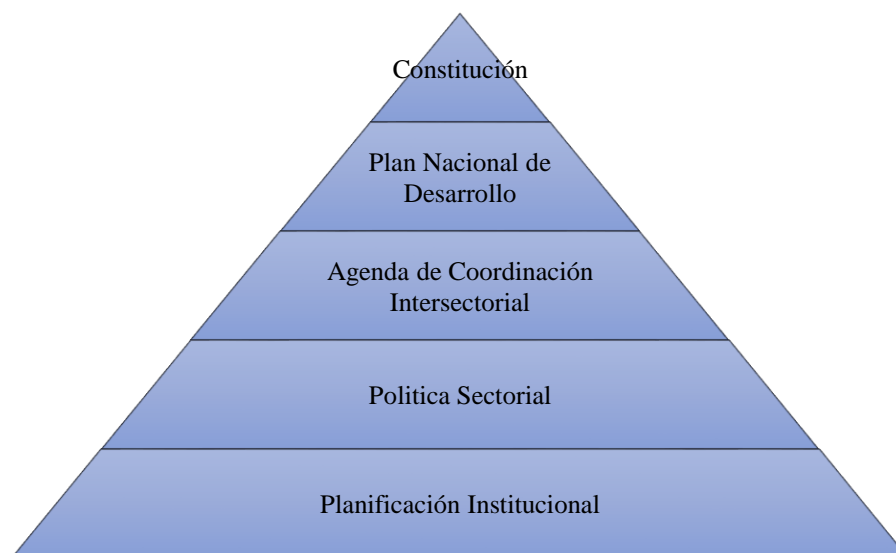 Constitución
Plan Nacional de
Desarrollo
Agenda de Coordinación
Intersectorial
Politica Sectorial
Planificación Institucional